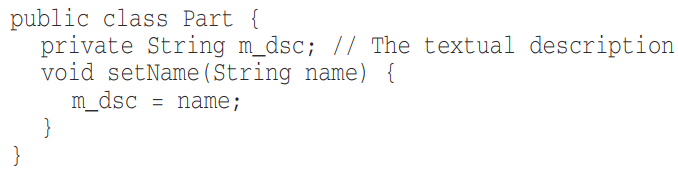 public class Part {
private String m_dsc; // The textual description
void setName(String name) {
m_dsc = name;
}
}